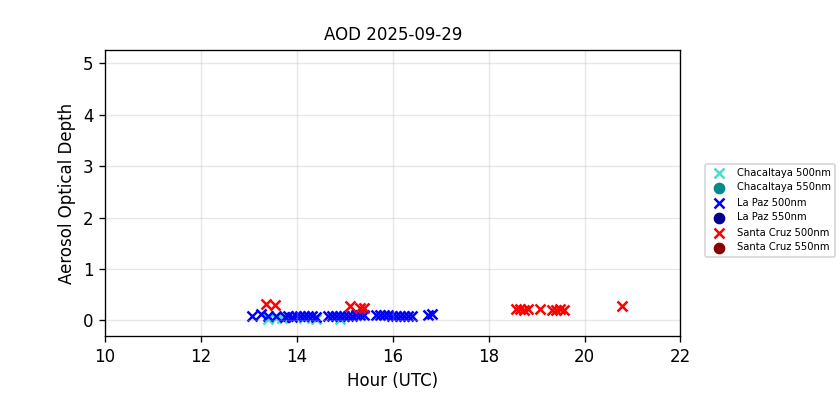 AOD 2025-09-29
Aerosol Optical Depth
5
4
3
2
1
0
10 12 14 16 18 20 22
Hour (UTC)
Chacaltaya 500nm
Chacaltaya 550nm
La Paz 500nm
La Paz 550nm
Santa Cruz 500nm
Santa Cruz 550nm